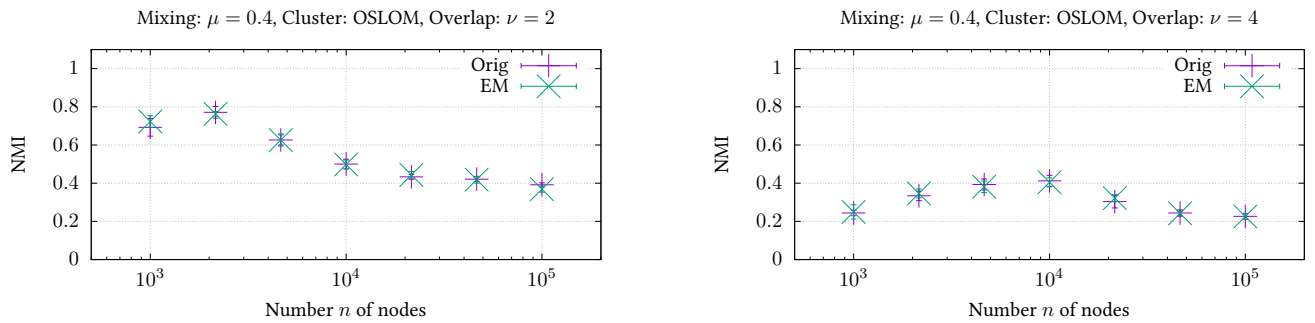 Mixing: μ = 0.4, Cluster: OSLOM, Overlap: ν = 2
NMI
1
0.8
0.6
0.4
0.2
0
Orig
EM
10³
10⁴
10⁵
Number n of nodes
Mixing: μ = 0.4, Cluster: OSLOM, Overlap: ν = 4
NMI
1
0.8
0.6
0.4
0.2
0
Orig
EM
10³
10⁴
10⁵
Number n of nodes